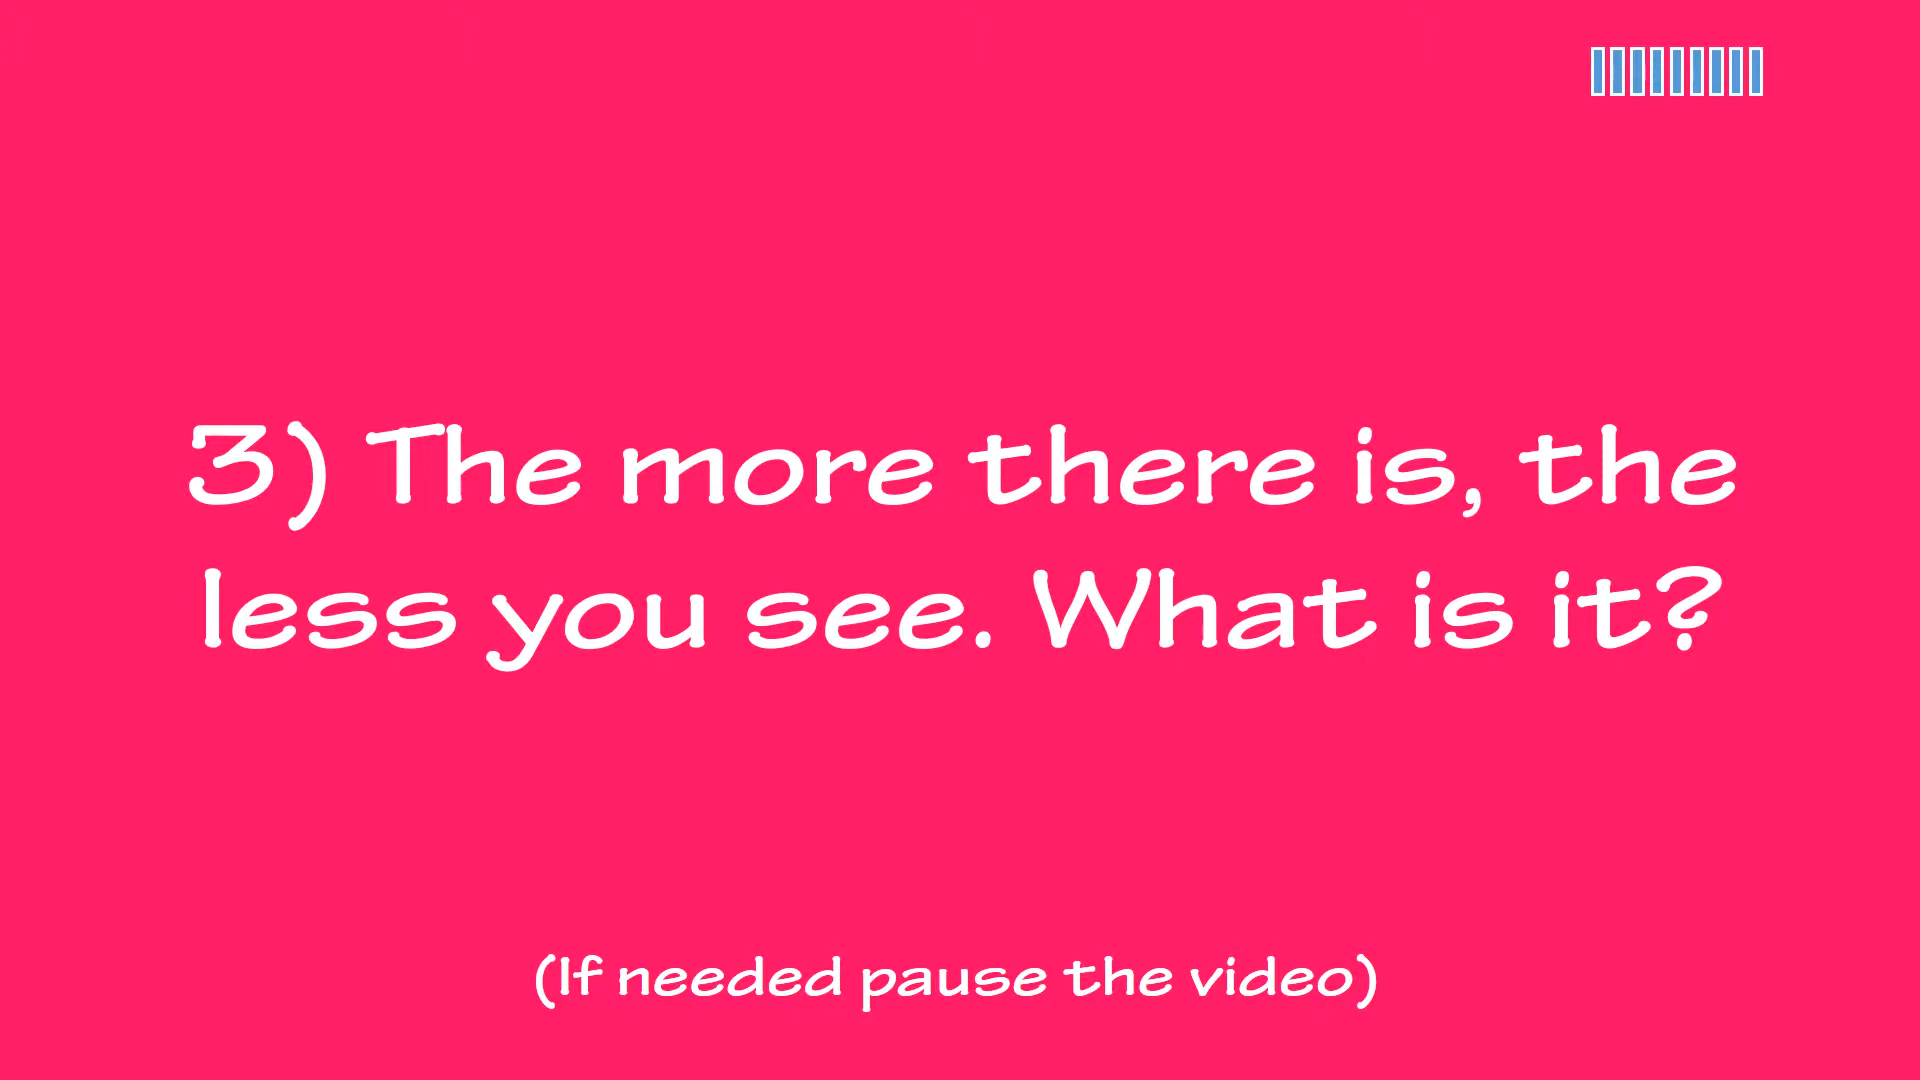 3) The more there is, the
less you see. What is it?
(If needed pause the video)